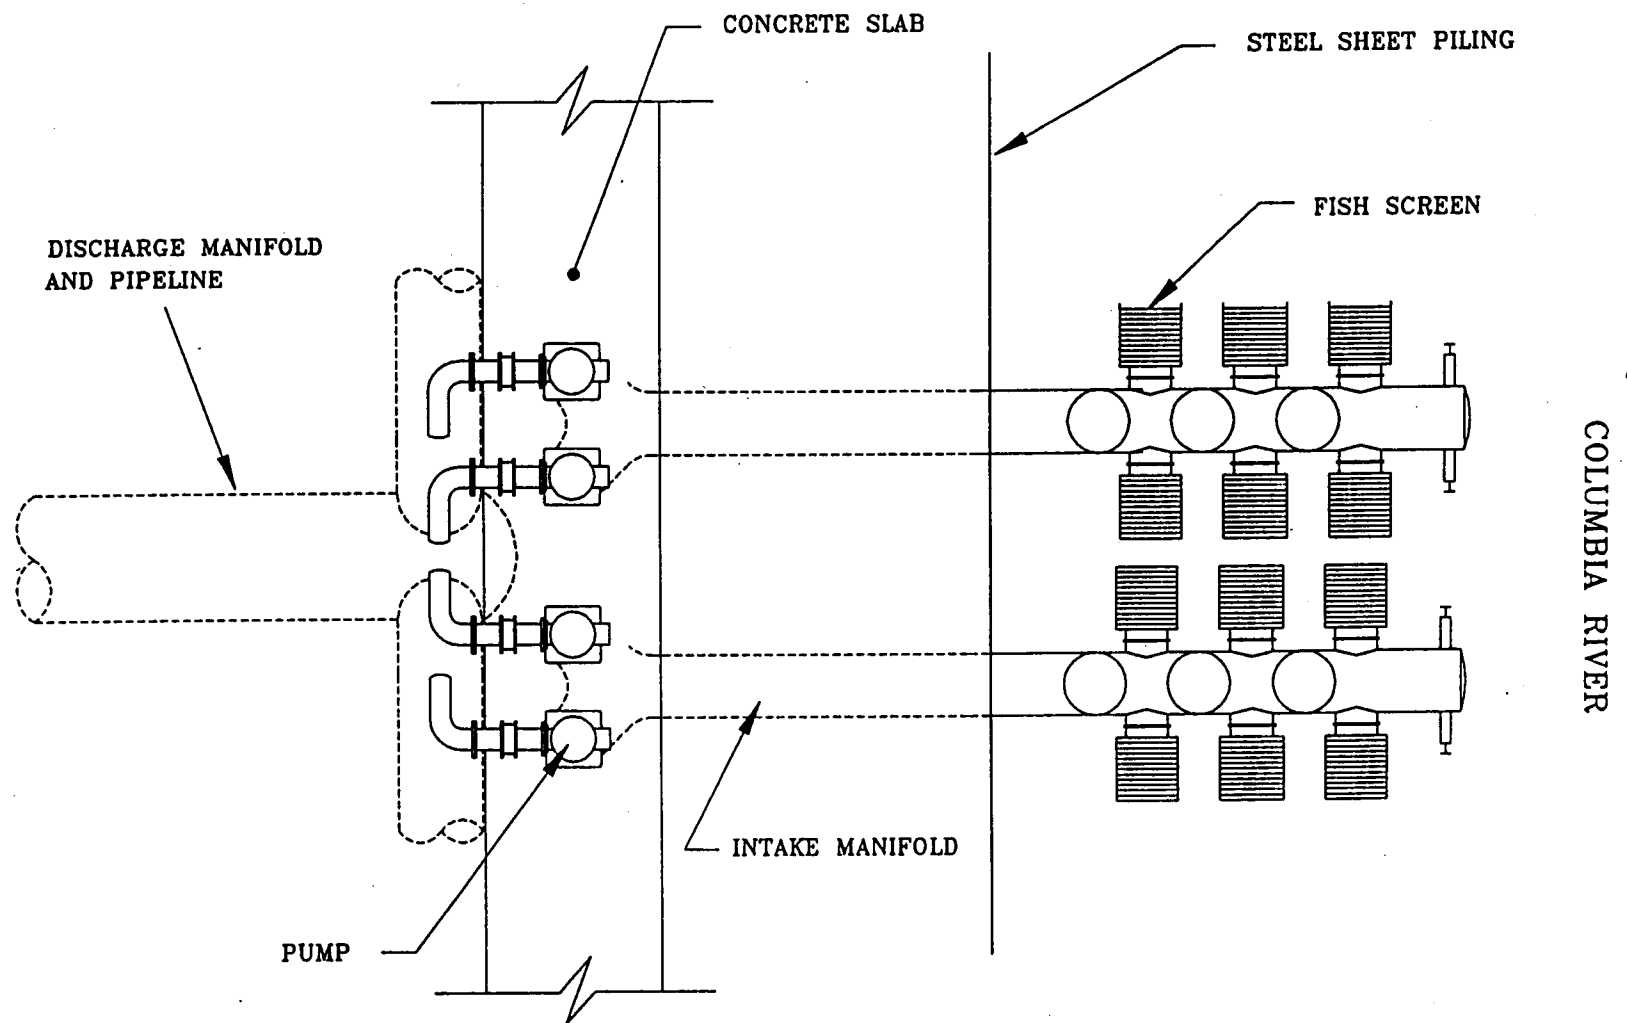 CONCRETE SLAB
STEEL SHEET PILING
FISH SCREEN
DISCHARGE MANIFOLD
AND PIPELINE
COLUMBIA RIVER
INTAKE MANIFOLD
PUMP